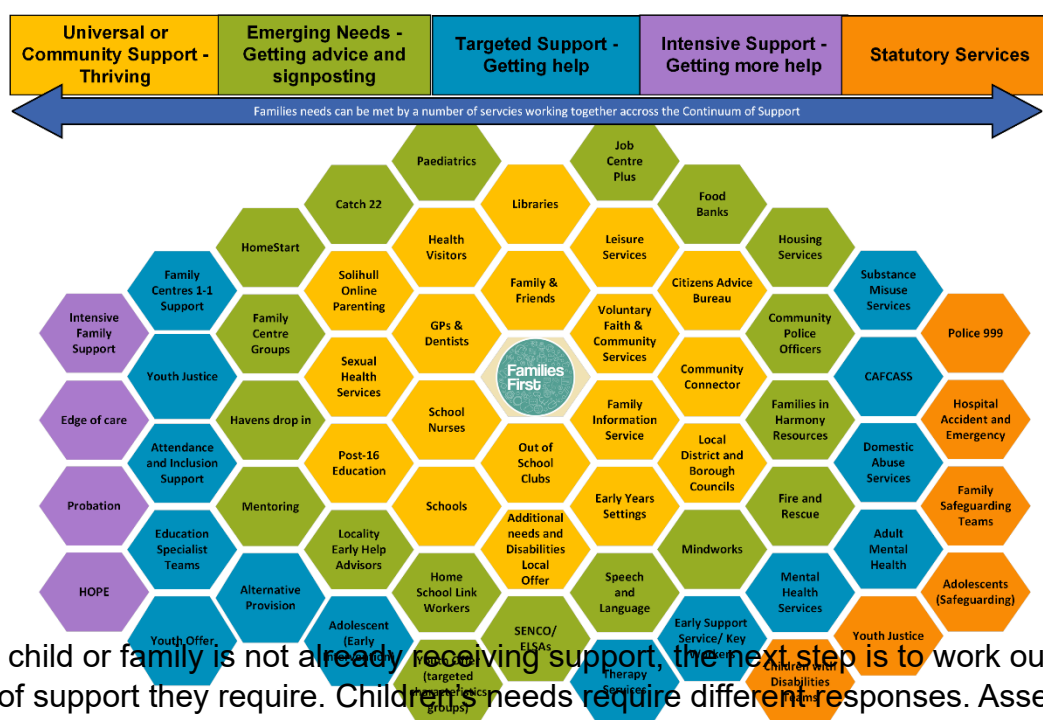 Universal or
Community Support -
Thriving
Emerging Needs -
Getting advice and
signposting
Targeted Support -
Getting help
Intensive Support -
Getting more help
Statutory Services
Families needs can be met by a number of servcies working together accross the Continuum of Support
Paediatrics
Job
Centre
Plus
Catch 22
Libraries
Food
Banks
HomeStart
Health
Visitors
Leisure
Services
Housing
Services
Family
Centres 1-1
Support
Solihull
Online
Parenting
Family &
Friends
Citizens Advice
Bureau
Substance
Misuse
Services
Intensive
Family
Support
Family
Centre
Groups
GPs &
Dentists
Voluntary
Faith &
Community
Services
Community
Police
Officers
Police 999
Youth Justice
Sexual
Health
Services
Families
First
Community
Connector
CAFCASS
Edge of care
Havens drop in
School
Nurses
Family
Information
Service
Families in
Harmony
Resources
Hospital
Accident and
Emergency
Attendance
and Inclusion
Support
Post-16
Education
Out of
School
Clubs
Local
District and
Borough
Councils
Domestic
Abuse
Services
Probation
Mentoring
Schools
Early Years
Settings
Fire and
Rescue
Family
Safeguarding
Teams
Education
Specialist
Teams
Locality
Early Help
Advisors
Additional
needs and
Disabilities
Local
Offer
Mindworks
Adult
Mental
Health
HOPE
Alternative
Provision
Home
School Link
Workers
Speech
and
Language
Mental
Health
Services
Adolescents
(Safeguarding)
Youth Offer
Adolescent
(Early
Intervention)
SENCO/
ELSAs
Early Support
Service/ Key
Workers
Youth Justice
Youth Offer
(targeted
characteristics
groups)
Therapy
Services
Children with
Disabilities
Teams
child or family is not already receiving support, the next step is to work ou
of support they require. Children's needs require different responses. Asse